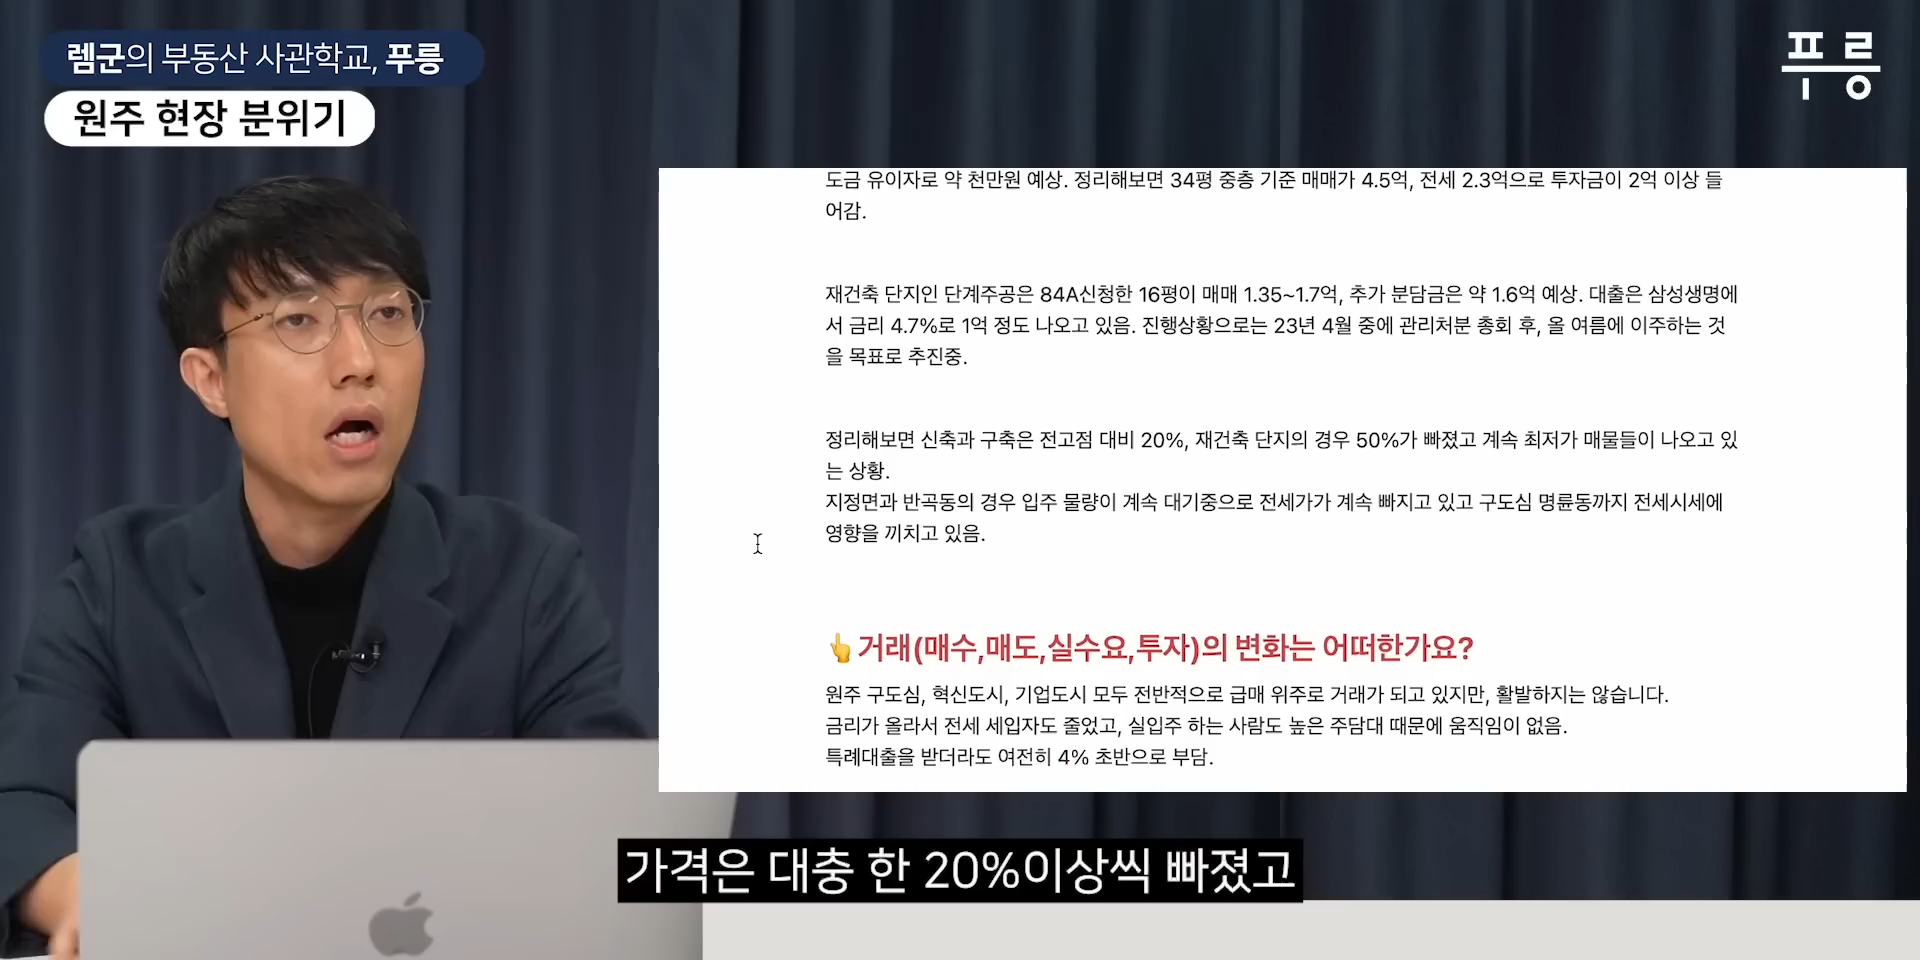 렘군의 부동산 사관학교, 푸릉
원주 현장 분위기
푸릉
도금 유이자로 약 천만원 예상. 정리해보면 34평 중층 기준 매매가 4.5억, 전세 2.3억으로 투자금이 2억 이상 들
어감.
재건축 단지인 단계주공은 84A신청한 16평이 매매 1.35~1.7억, 추가 분담금은 약 1.6억 예상. 대출은 삼성생명에
서 금리 4.7%로 1억 정도 나오고 있음. 진행상황으로는 23년 4월 중에 관리처분 총회 후, 올 여름에 이주하는 것
을 목표로 추진중.
정리해보면 신축과 구축은 전고점 대비 20%, 재건축 단지의 경우 50%가 빠졌고 계속 최저가 매물들이 나오고 있
는 상황.
지정면과 반곡동의 경우 입주 물량이 계속 대기중으로 전세가가 계속 빠지고 있고 구도심 명륜동까지 전세시세에
영향을 끼치고 있음.
👆거래(매수,매도,실수요,투자)의 변화는 어떠한가요?
원주 구도심, 혁신도시, 기업도시 모두 전반적으로 급매 위주로 거래가 되고 있지만, 활발하지는 않습니다.
금리가 올라서 전세 세입자도 줄었고, 실입주 하는 사람도 높은 주담대 때문에 움직임이 없음.
특례대출을 받더라도 여전히 4% 초반으로 부담.
가격은 대충 한 20%이상씩 빠졌고